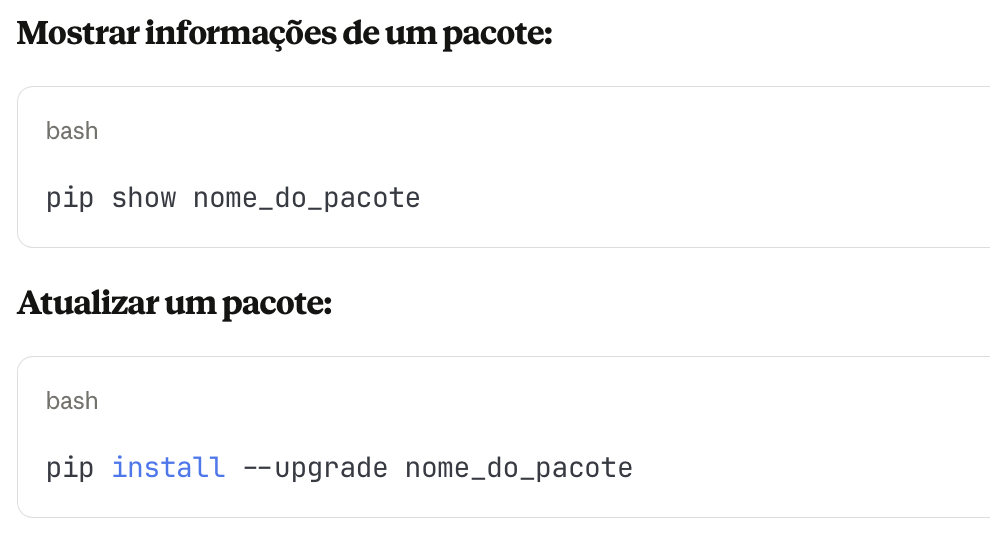 Mostrar informações de um pacote:
bash
pip show nome_do_pacote
Atualizar um pacote:
bash
pip install --upgrade nome_do_pacote